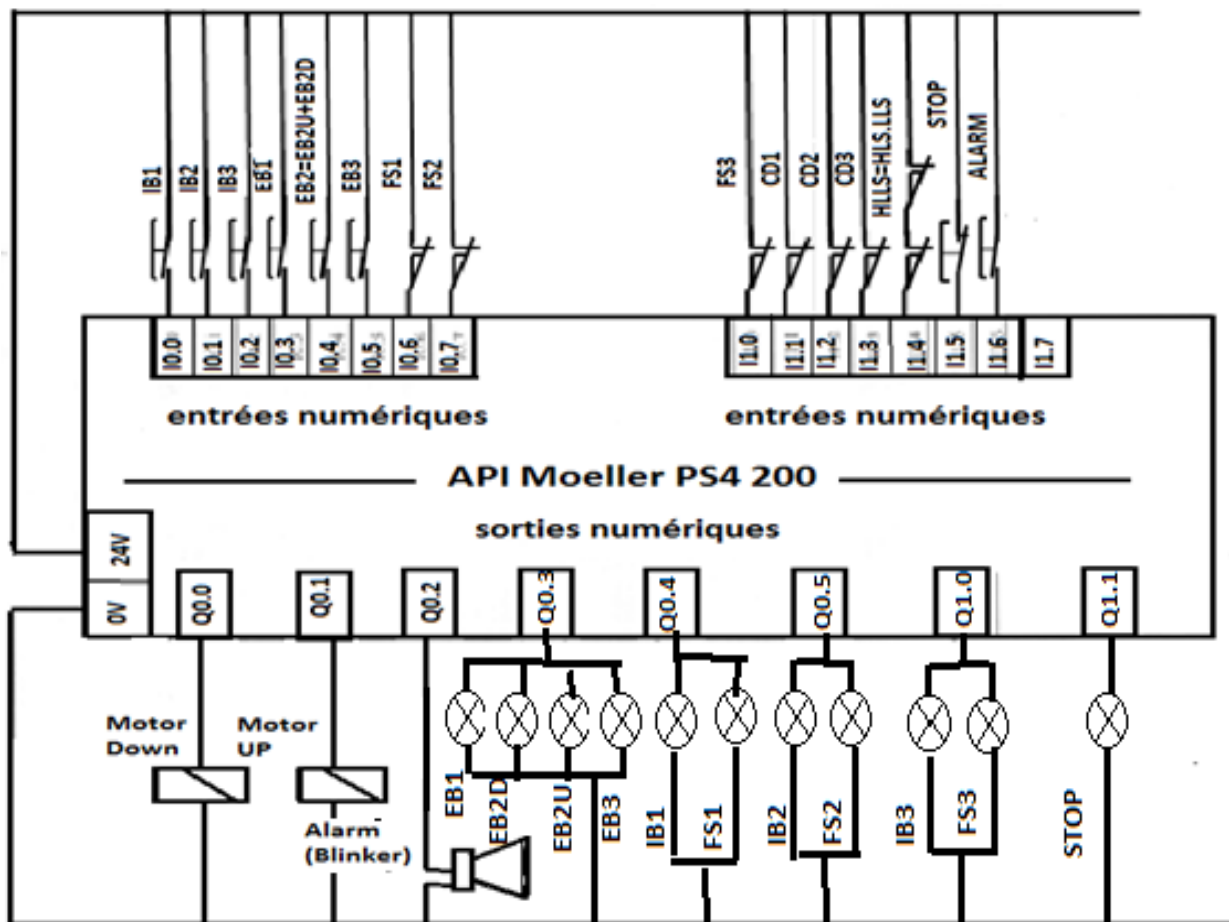 IB1
IB2
IB3
EB1
EB2=EB2U+EB2D
EB3
FS1
FS2
FS3
CD1
CD2
CD3
HLLS=HLS.LLS
STOP
ALARM
I0.0
I0.1
I0.2
I0.3
I0.4
I0.5
I0.6
I0.7
I1.0
I1.1
I1.2
I1.3
I1.4
I1.5
I1.6
I1.7
entrées numériques
entrées numériques
API Moeller PS4 200
sorties numériques
24V
0V
Q0.0
Q0.1
Q0.2
Q0.3
Q0.4
Q0.5
Q1.0
Q1.1
Motor
Down
Motor
UP
Alarm
(Blinker)
EB1
EB2D
EB2U
EB3
IB1
FS1
IB2
FS2
IB3
FS3
STOP